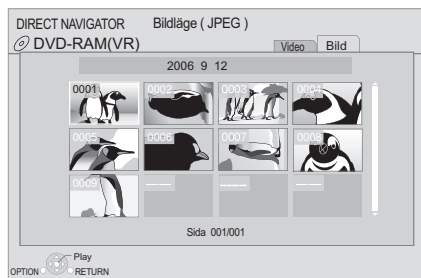 DIRECT NAVIGATOR Bildläge ( JPEG )
DVD-RAM(VR)
Video Bild
2006 9 12
0001 0002 0003 0004
0005 0006 0007 0008
0009 --- ---- ---
Sida 001/001
Play
OPTION RETURN